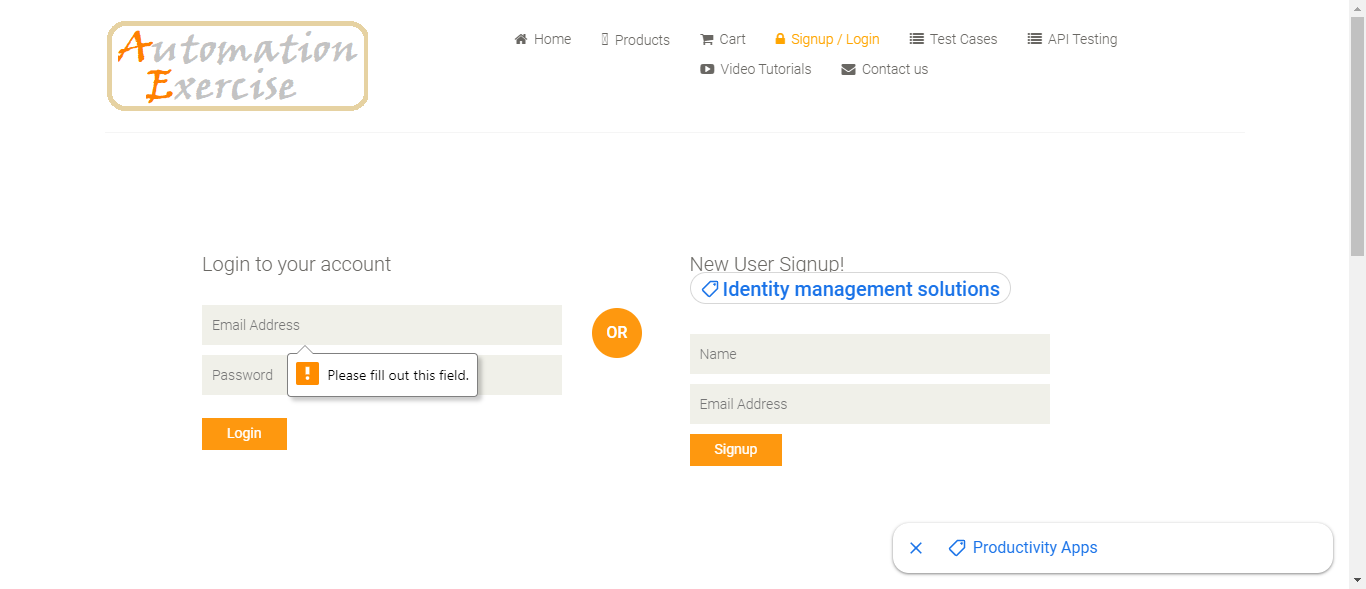 Automation
Exercise
Home
Products
Cart
Signup / Login
Test Cases
API Testing
Video Tutorials
Contact us
Login to your account
Email Address
Password
Please fill out this field.
Login
OR
New User Signup!
Identity management solutions
Name
Email Address
Signup
Productivity Apps